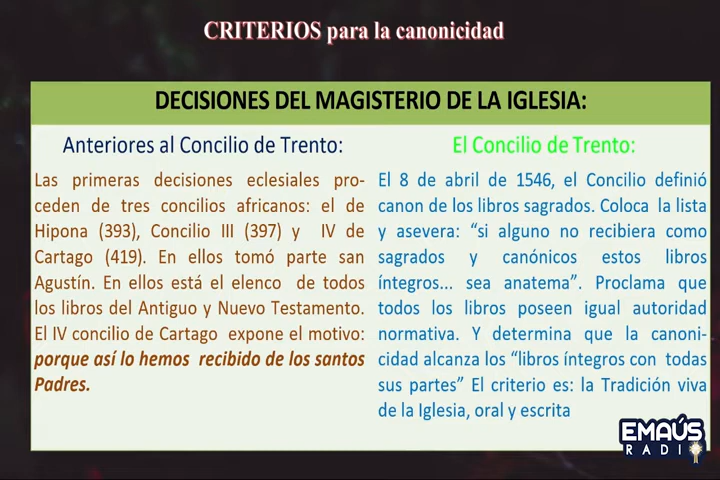 CRITERIOS para la canonicidad
DECISIONES DEL MAGISTERIO DE LA IGLESIA:
Anteriores al Concilio de Trento:
Las primeras decisiones eclesiales pro-
ceden de tres concilios africanos: el de
Hipona (393), Concilio III (397) y IV de
Cartago (419). En ellos tomó parte san
Agustín. En ellos está el elenco de todos
los libros del Antiguo y Nuevo Testamento.
El IV concilio de Cartago expone el motivo:
porque así lo hemos recibido de los santos
Padres.
El Concilio de Trento:
El 8 de abril de 1546, el Concilio definió
canon de los libros sagrados. Coloca la lista
y asevera: “si alguno no recibiera como
sagrados y canónicos estos libros
íntegros... sea anatema”. Proclama que
todos los libros poseen igual autoridad
normativa. Y determina que la canoni-
cidad alcanza los “libros íntegros con todas
sus partes” El criterio es: la Tradición viva
de la Iglesia, oral y escrita
EMAÚS
RADIO